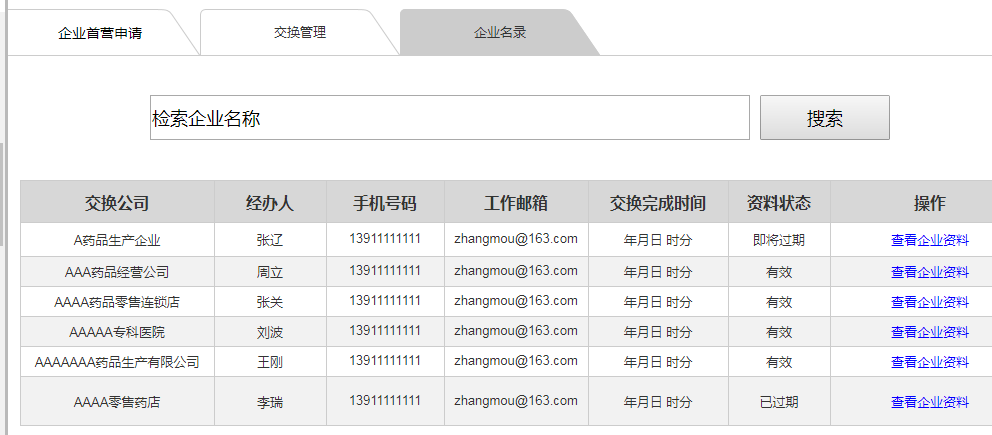 企业首营申请 交换管理 企业名录
检索企业名称 搜索
交换公司 经办人 手机号码 工作邮箱 交换完成时间 资料状态 操作
A药品生产企业 张辽 13911111111 zhangmou@163.com 年月日 时分 即将过期 查看企业资料
AAA药品经营公司 周立 13911111111 zhangmou@163.com 年月日 时分 有效 查看企业资料
AAAA药品零售连锁店 张关 13911111111 zhangmou@163.com 年月日 时分 有效 查看企业资料
AAAAA专科医院 刘波 13911111111 zhangmou@163.com 年月日 时分 有效 查看企业资料
AAAAAAA药品生产有限公司 王刚 13911111111 zhangmou@163.com 年月日 时分 有效 查看企业资料
AAAA零售药店 李瑞 13911111111 zhangmou@163.com 年月日 时分 已过期 查看企业资料